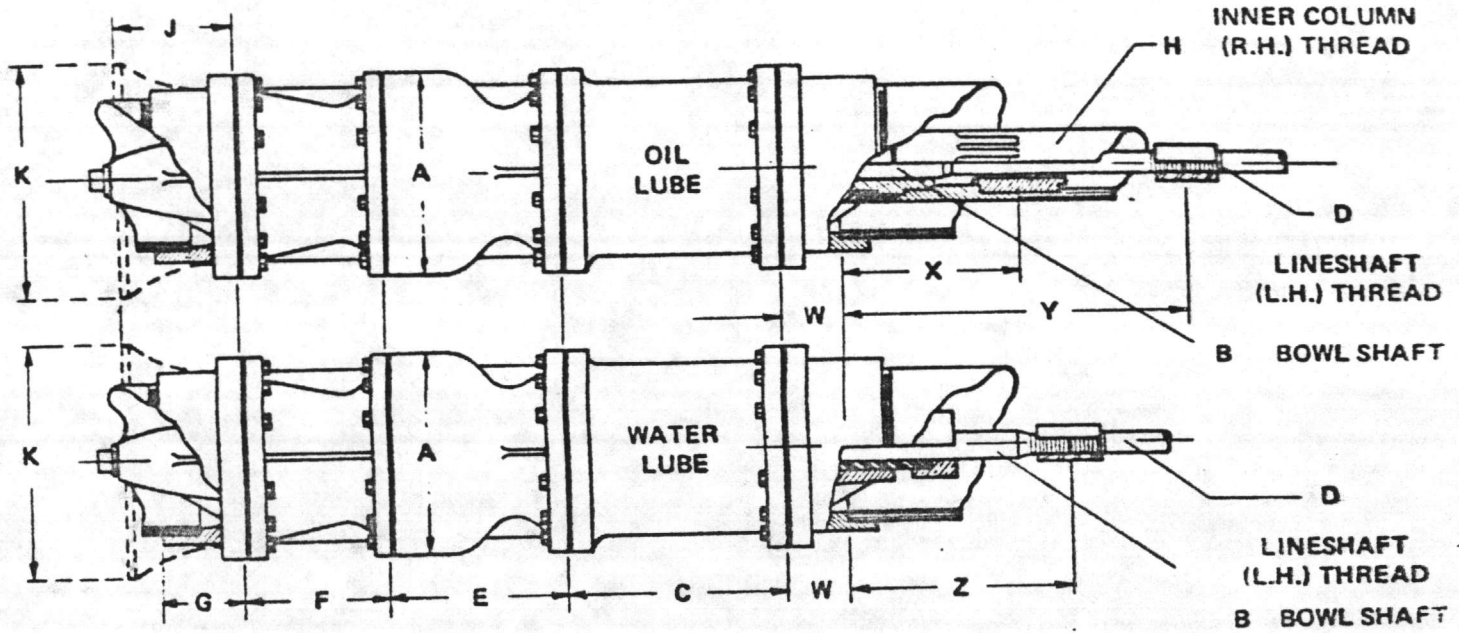 J
INNER COLUMN
H (R.H.) THREAD
K
A
OIL
LUBE
D
X
LINESHAFT
(L.H.) THREAD
W
Y
B BOWL SHAFT
K
A
WATER
LUBE
D
LINESHAFT
(L.H.) THREAD
G
F
E
C
W
Z
B BOWL SHAFT